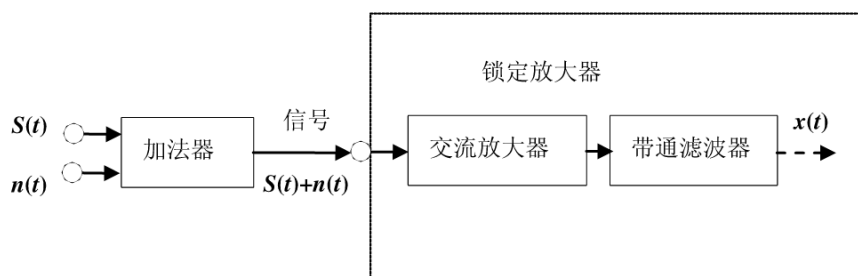 锁定放大器
S(t)
n(t)
加法器
信号
S(t)+n(t)
交流放大器
带通滤波器
x(t)